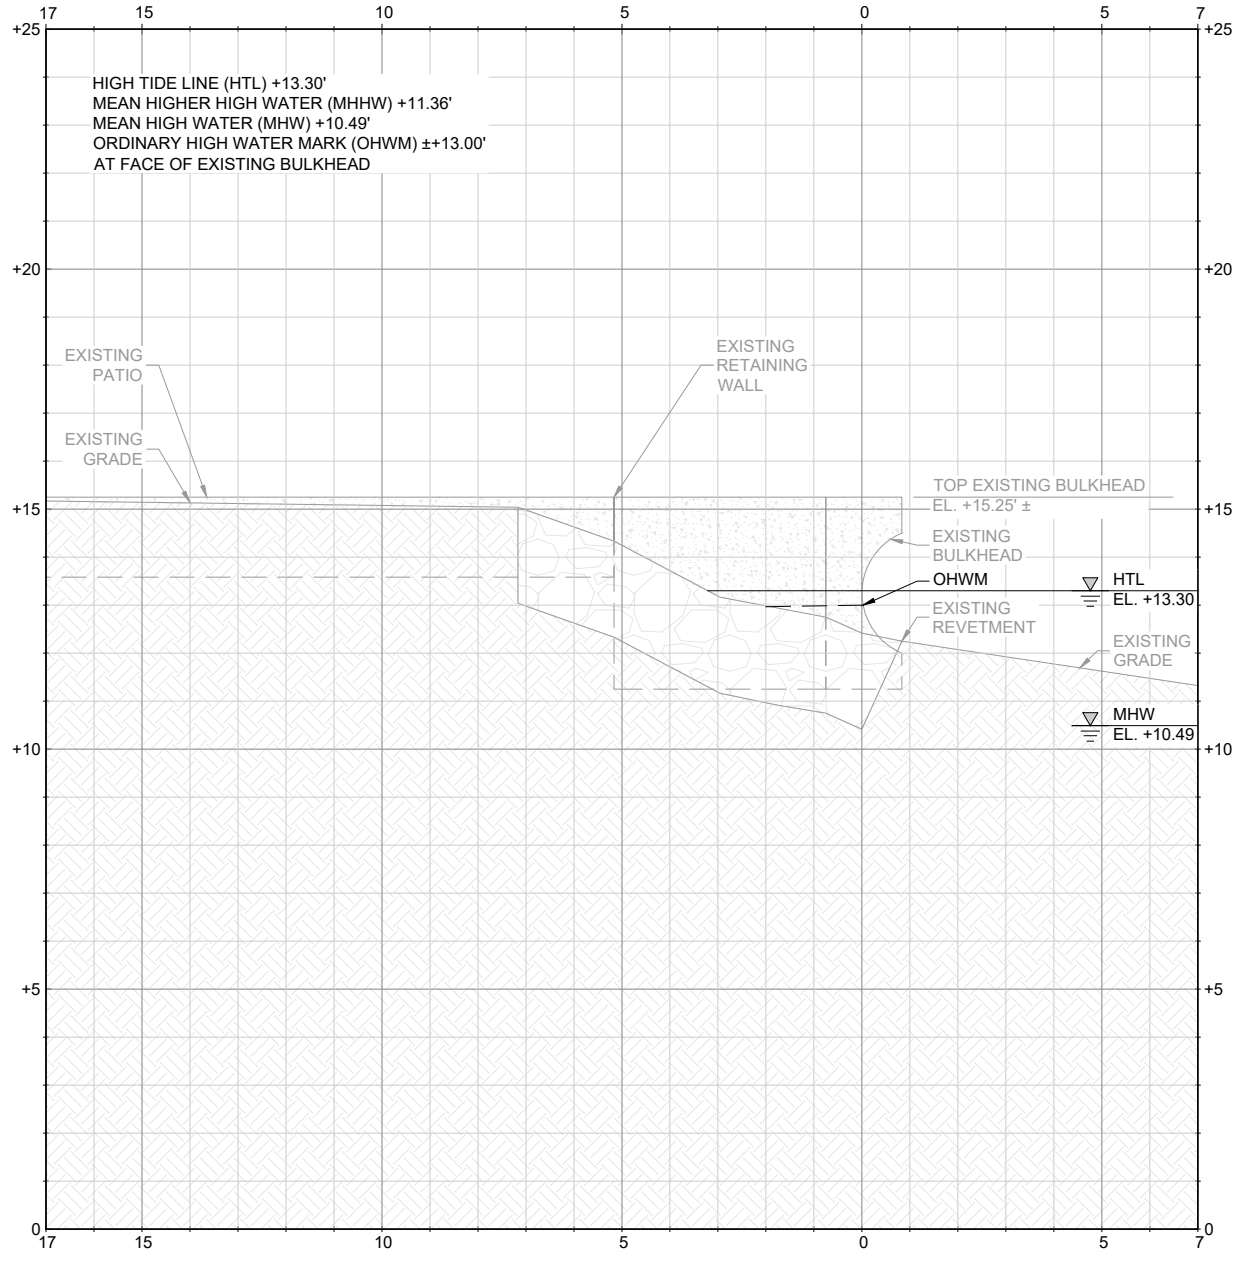 17 15 10 5 0 5 7
+25 +25
HIGH TIDE LINE (HTL) +13.30'
MEAN HIGHER HIGH WATER (MHHW) +11.36'
MEAN HIGH WATER (MHW) +10.49'
ORDINARY HIGH WATER MARK (OHWM) ±+13.00'
AT FACE OF EXISTING BULKHEAD
+20 +20
EXISTING
PATIO
EXISTING
RETAINING
WALL
EXISTING
GRADE
TOP EXISTING BULKHEAD
EL. +15.25' ±
+15 +15
EXISTING
BULKHEAD
OHWM
HTL
EL. +13.30
EXISTING
REVETMENT
EXISTING
GRADE
MHW
EL. +10.49
+10 +10
+5 +5
0 0
17 15 10 5 0 5 7